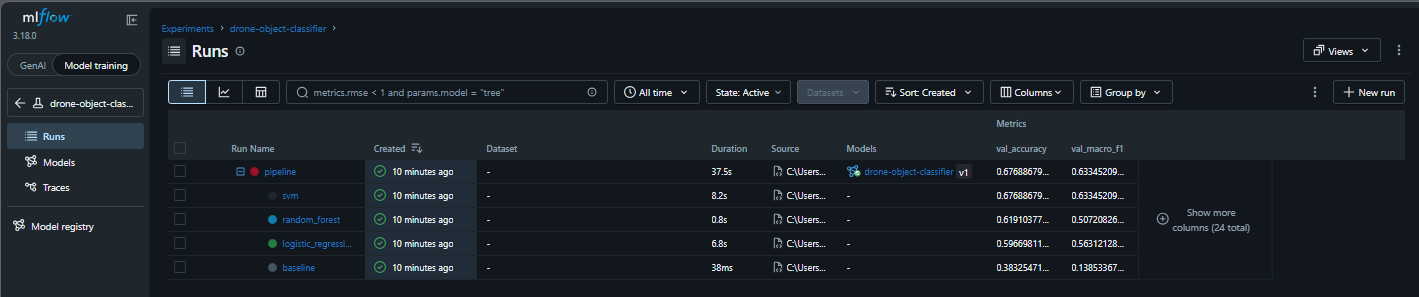 mlflow
3.18.0
GenAI Model training
drone-object-clas...
Runs
Models
Traces
Model registry
Experiments > drone-object-classifier >
Runs
Views
metrics.rmse < 1 and params.model = "tree"
All time
State: Active
Datasets
Sort: Created
Columns
Group by
+ New run
Metrics
Run Name Created Dataset Duration Source Models val_accuracy val_macro_f1
pipeline 10 minutes ago - 37.5s C:\Users... drone-object-classifier v1 0.67688679... 0.63345209...
svm 10 minutes ago - 8.2s C:\Users... - 0.67688679... 0.63345209...
random_forest 10 minutes ago - 0.8s C:\Users... - 0.61910377... 0.50720826...
logistic_regressi... 10 minutes ago - 6.8s C:\Users... - 0.59669811... 0.56312128...
baseline 10 minutes ago - 38ms C:\Users... - 0.38325471... 0.13853367...
Show more
columns (24 total)